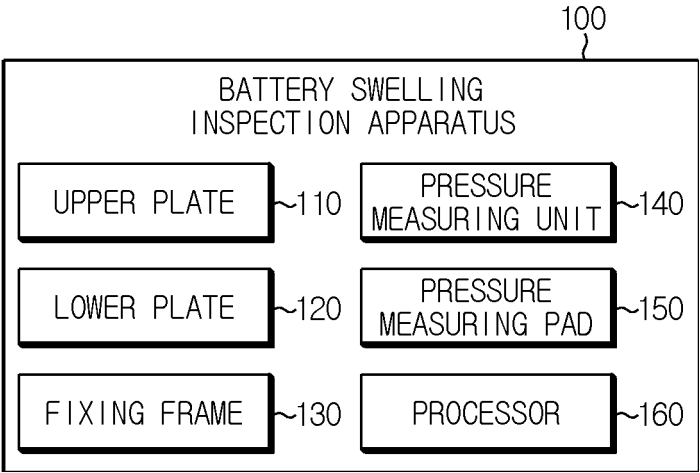 100
BATTERY SWELLING
INSPECTION APPARATUS
UPPER PLATE
110
PRESSURE
MEASURING UNIT
140
LOWER PLATE
120
PRESSURE
MEASURING PAD
150
FIXING FRAME
130
PROCESSOR
160